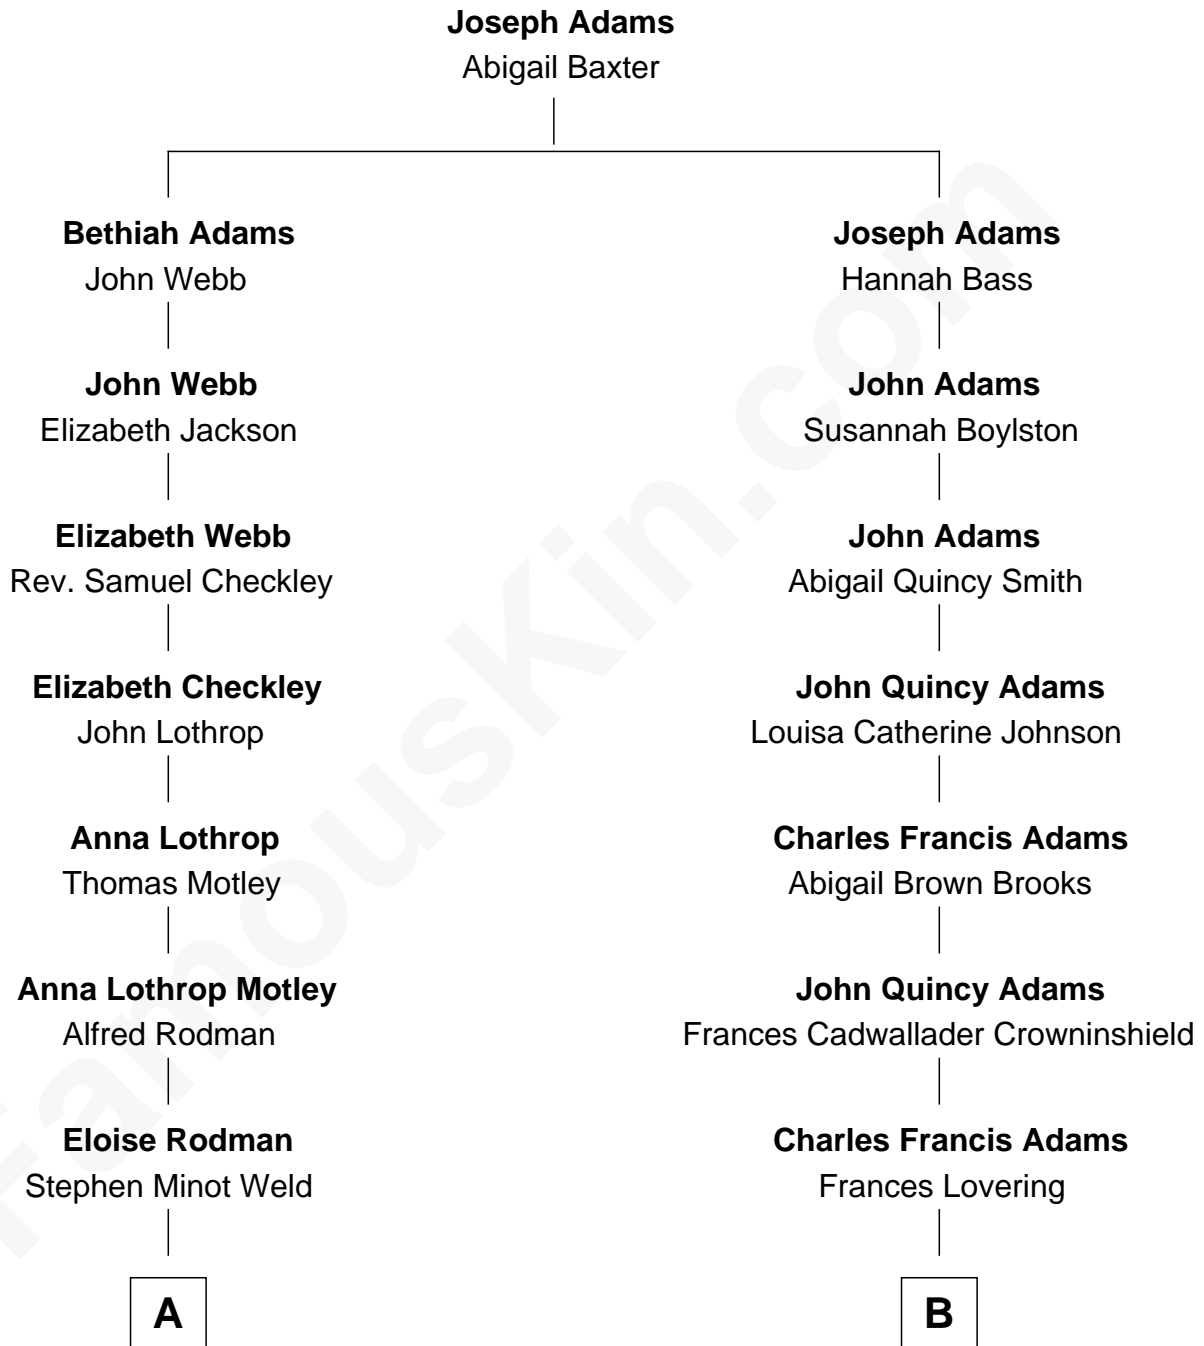 Joseph Adams
Abigail Baxter
Bethiah Adams
John Webb
John Webb
Elizabeth Jackson
Elizabeth Webb
Rev. Samuel Checkley
Elizabeth Checkley
John Lothrop
Anna Lothrop
Thomas Motley
Anna Lothrop Motley
Alfred Rodman
Eloise Rodman
Stephen Minot Weld
A
Joseph Adams
Hannah Bass
John Adams
Susannah Boylston
John Adams
Abigail Quincy Smith
John Quincy Adams
Louisa Catherine Johnson
Charles Francis Adams
Abigail Brown Brooks
John Quincy Adams
Frances Cadwallader Crowninshield
Charles Francis Adams
Frances Lovering
B
FamousKin.com